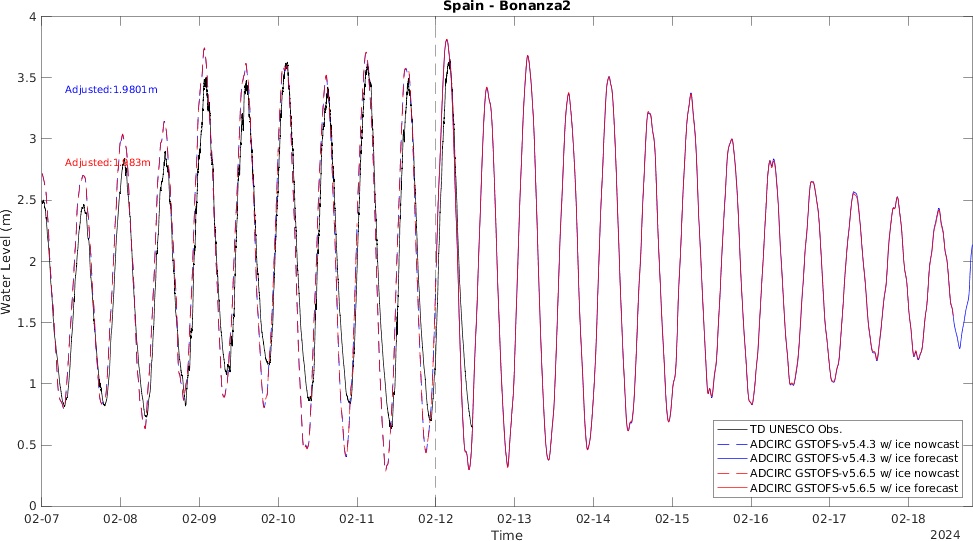 Spain - Bonanza2
4
3.5
3
2.5
2
1.5
1
0.5
0
Water Level (m)
Adjusted:1.9801m
Adjusted:1.983m
TD UNESCO Obs.
ADCIRC GSTOFS-v5.4.3 w/ ice nowcast
ADCIRC GSTOFS-v5.4.3 w/ ice forecast
ADCIRC GSTOFS-v5.6.5 w/ ice nowcast
ADCIRC GSTOFS-v5.6.5 w/ ice forecast
02-07 02-08 02-09 02-10 02-11 02-12 02-13 02-14 02-15 02-16 02-17 02-18
Time
2024